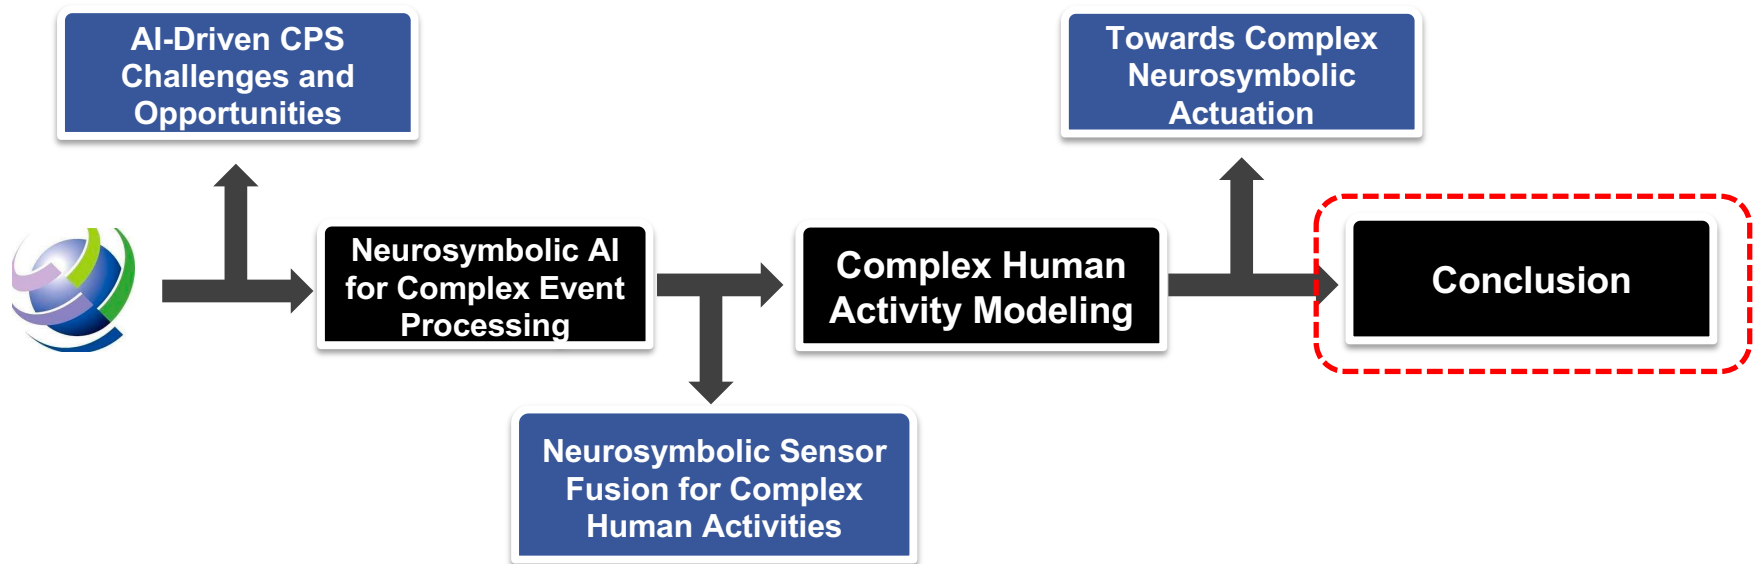 AI-Driven CPS
Challenges and
Opportunities
Neurosymbolic AI
for Complex Event
Processing
Neurosymbolic Sensor
Fusion for Complex
Human Activities
Complex Human
Activity Modeling
Towards Complex
Neurosymbolic
Actuation
Conclusion